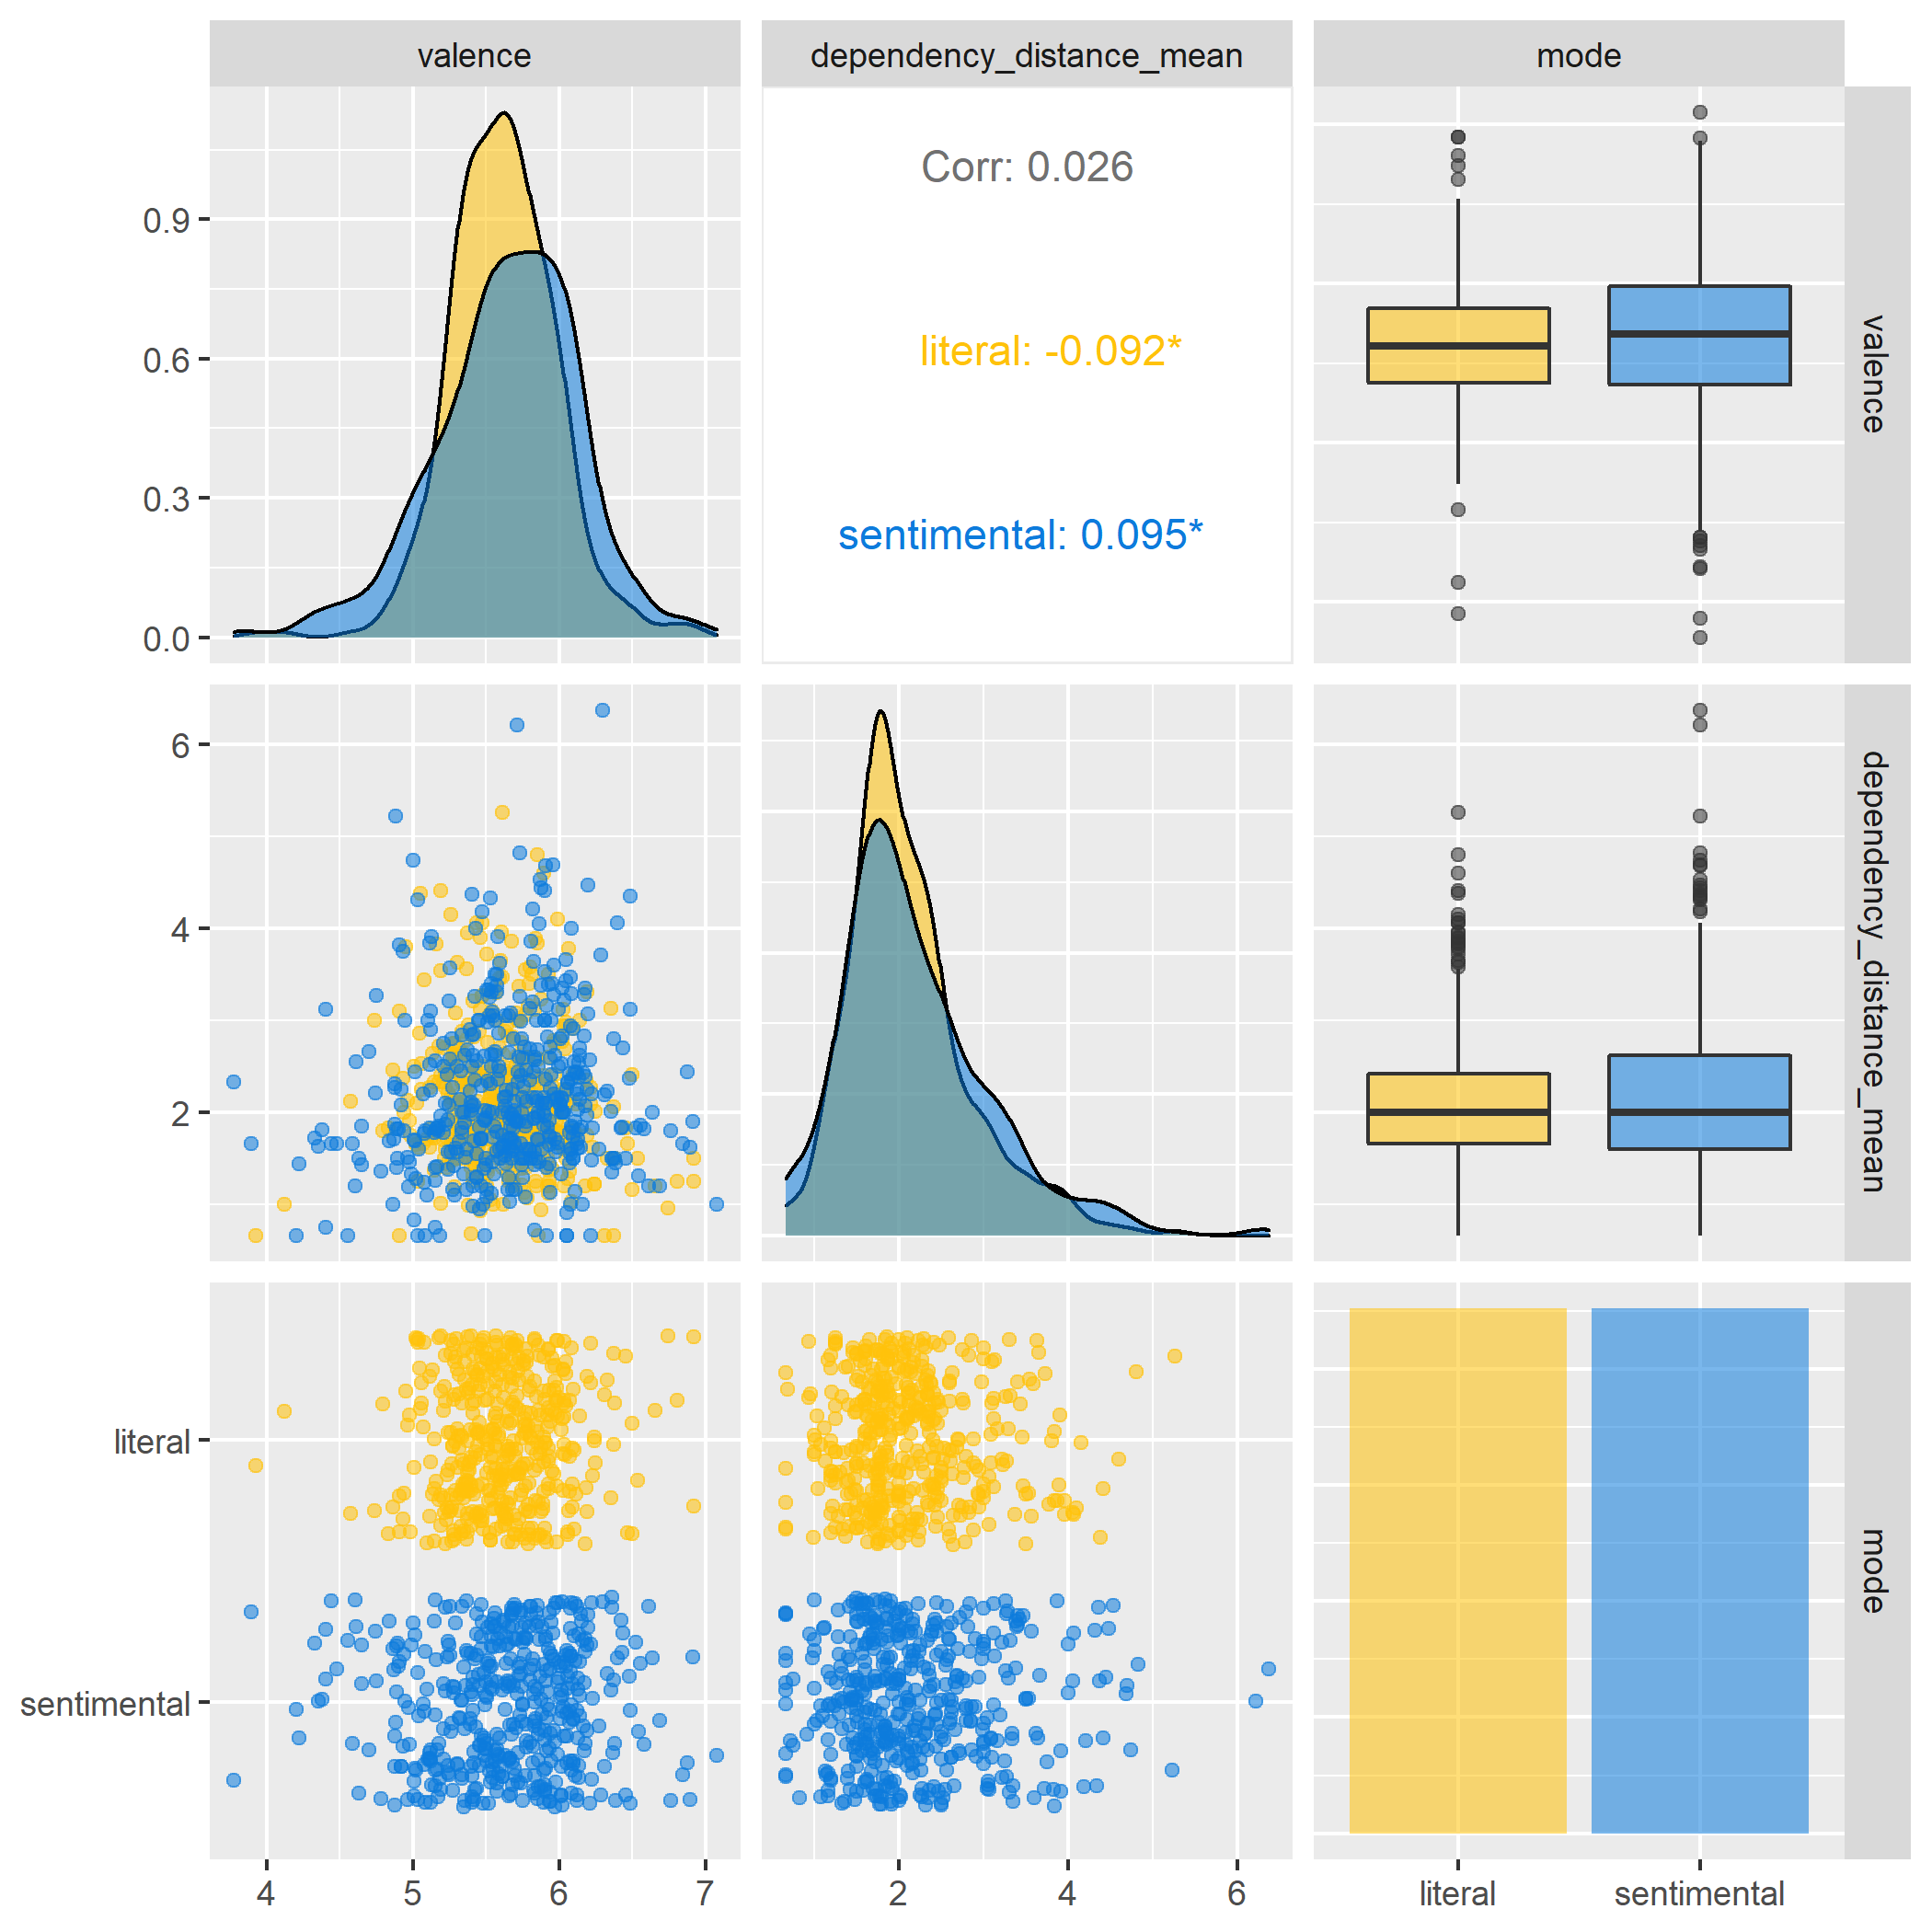 valence dependency_distance_mean mode
Corr: 0.026
literal: -0.092*
sentimental: 0.095*
valence
0.9
0.6
0.3
0.0
dependency_distance_mean
6
4
2
mode
literal
sentimental
4 5 6 7 2 4 6 literal sentimental